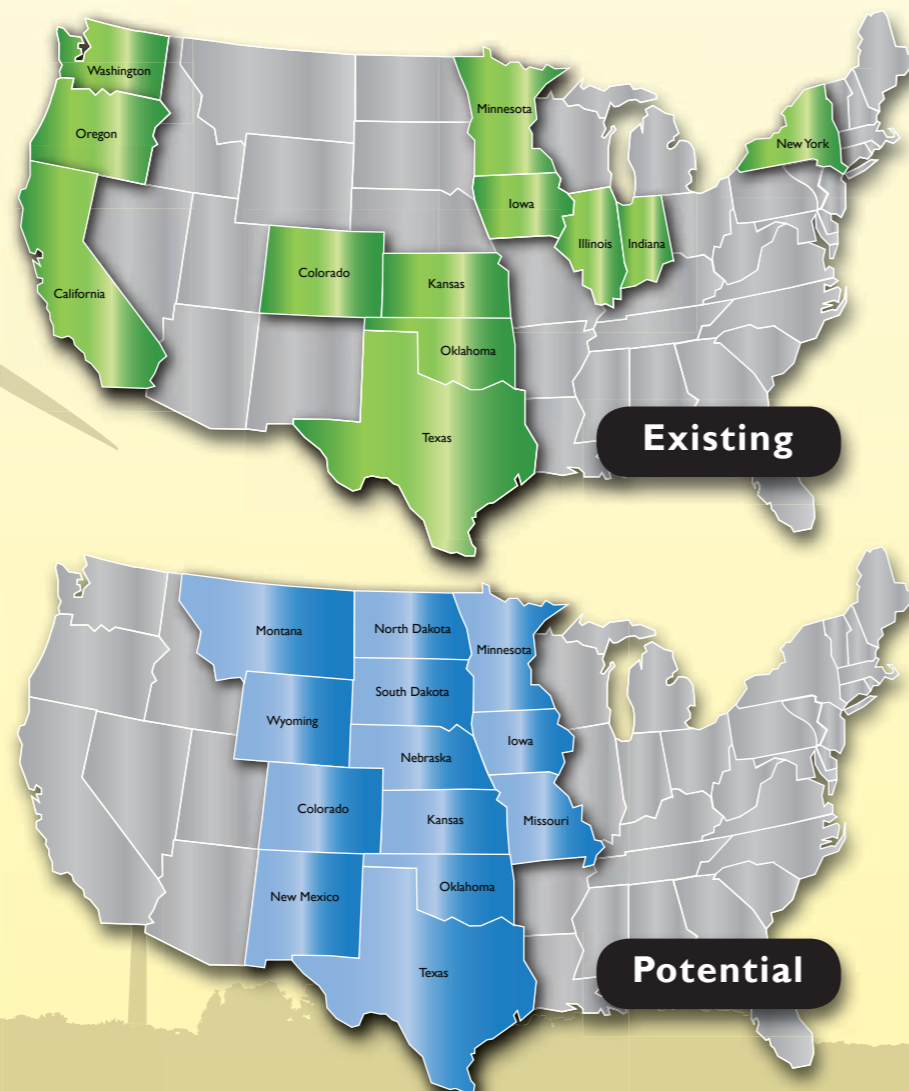 Washington
Minnesota
Oregon
New York
Iowa
Illinois
Indiana
Colorado
Kansas
California
Oklahoma
Texas
Existing
Montana
North Dakota
Minnesota
South Dakota
Wyoming
Iowa
Nebraska
Colorado
Kansas
Missouri
Oklahoma
New Mexico
Texas
Potential